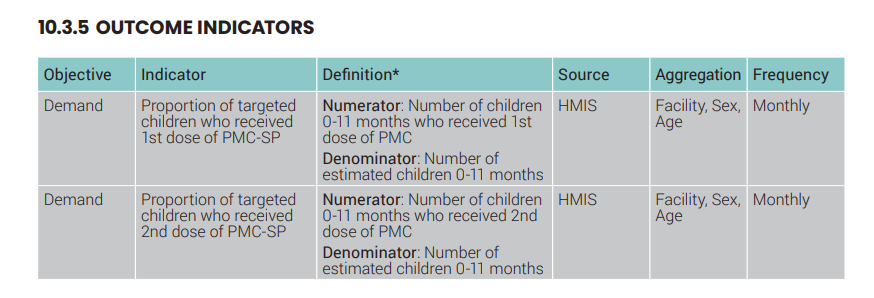 10.3.5 OUTCOME INDICATORS
Objective Indicator Definition* Source Aggregation Frequency
Demand Proportion of targeted Numerator: Number of children HMIS Facility, Sex, Monthly
children who received 0-11 months who received 1st Age
1st dose of PMC-SP dose of PMC
Denominator: Number of
estimated children 0-11 months
Demand Proportion of targeted Numerator: Number of children HMIS Facility, Sex, Monthly
children who received 0-11 months who received 2nd Age
2nd dose of PMC-SP dose of PMC
Denominator: Number of
estimated children 0-11 months